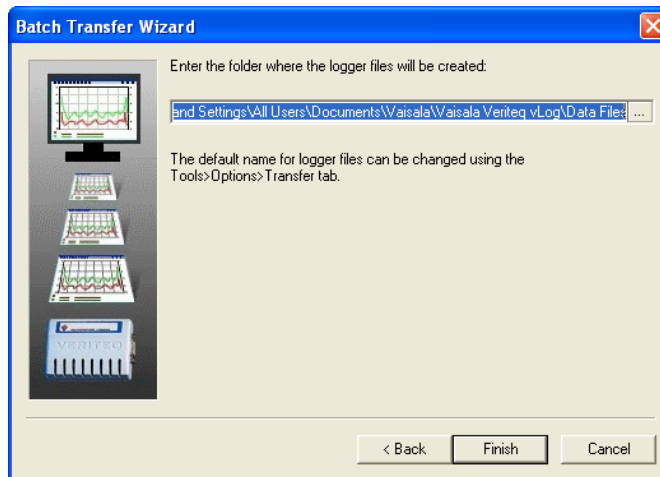 Batch Transfer Wizard
Enter the folder where the logger files will be created:
and Settings\All Users\Documents\Vaisala\Vaisala Veriteq vLog\Data Files
...
The default name for logger files can be changed using the
Tools>Options>Transfer tab.
VERITEQ
< Back
Finish
Cancel